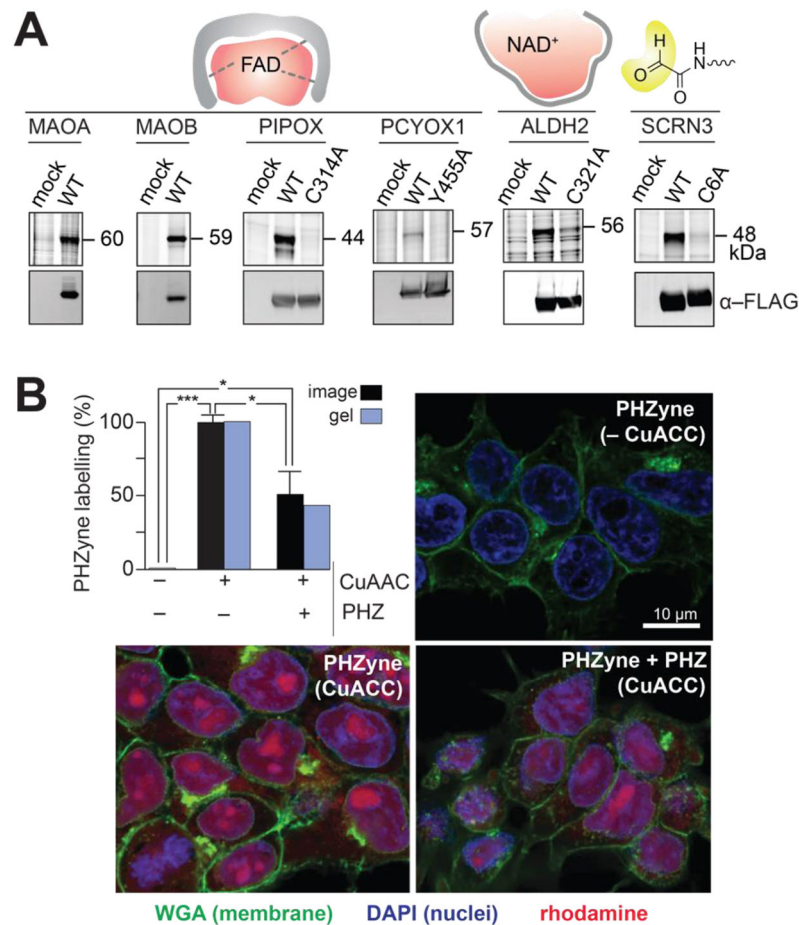 A
FAD
NAD⁺
H
O
O
H
N
MAOA MAOB PIPOX PCYOX1 ALDH2 SCRN3
mock WT mock WT mock WT C314A mock WT Y455A mock WT C321A mock WT C6A
60 59 44 57 56 48
kDa
α–FLAG
B
PHZyne labelling (%)
100
50
0
*
*** *
image
gel
– + + CuAAC
– – + PHZ
PHZyne
(– CuACC)
10 µm
PHZyne
(CuACC)
PHZyne + PHZ
(CuACC)
WGA (membrane) DAPI (nuclei) rhodamine